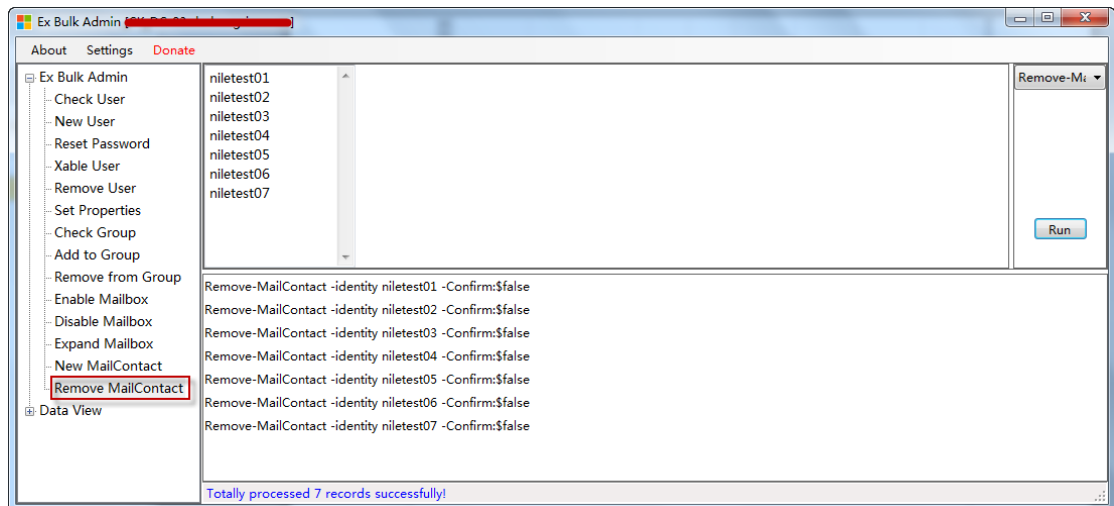 Ex Bulk Admin
About Settings Donate
Ex Bulk Admin
Check User
New User
Reset Password
Xable User
Remove User
Set Properties
Check Group
Add to Group
Remove from Group
Enable Mailbox
Disable Mailbox
Expand Mailbox
New MailContact
Remove MailContact
Data View
niletest01
niletest02
niletest03
niletest04
niletest05
niletest06
niletest07
Remove-Ma
Run
Remove-MailContact -identity niletest01 -Confirm:$false
Remove-MailContact -identity niletest02 -Confirm:$false
Remove-MailContact -identity niletest03 -Confirm:$false
Remove-MailContact -identity niletest04 -Confirm:$false
Remove-MailContact -identity niletest05 -Confirm:$false
Remove-MailContact -identity niletest06 -Confirm:$false
Remove-MailContact -identity niletest07 -Confirm:$false
Totally processed 7 records successfully!